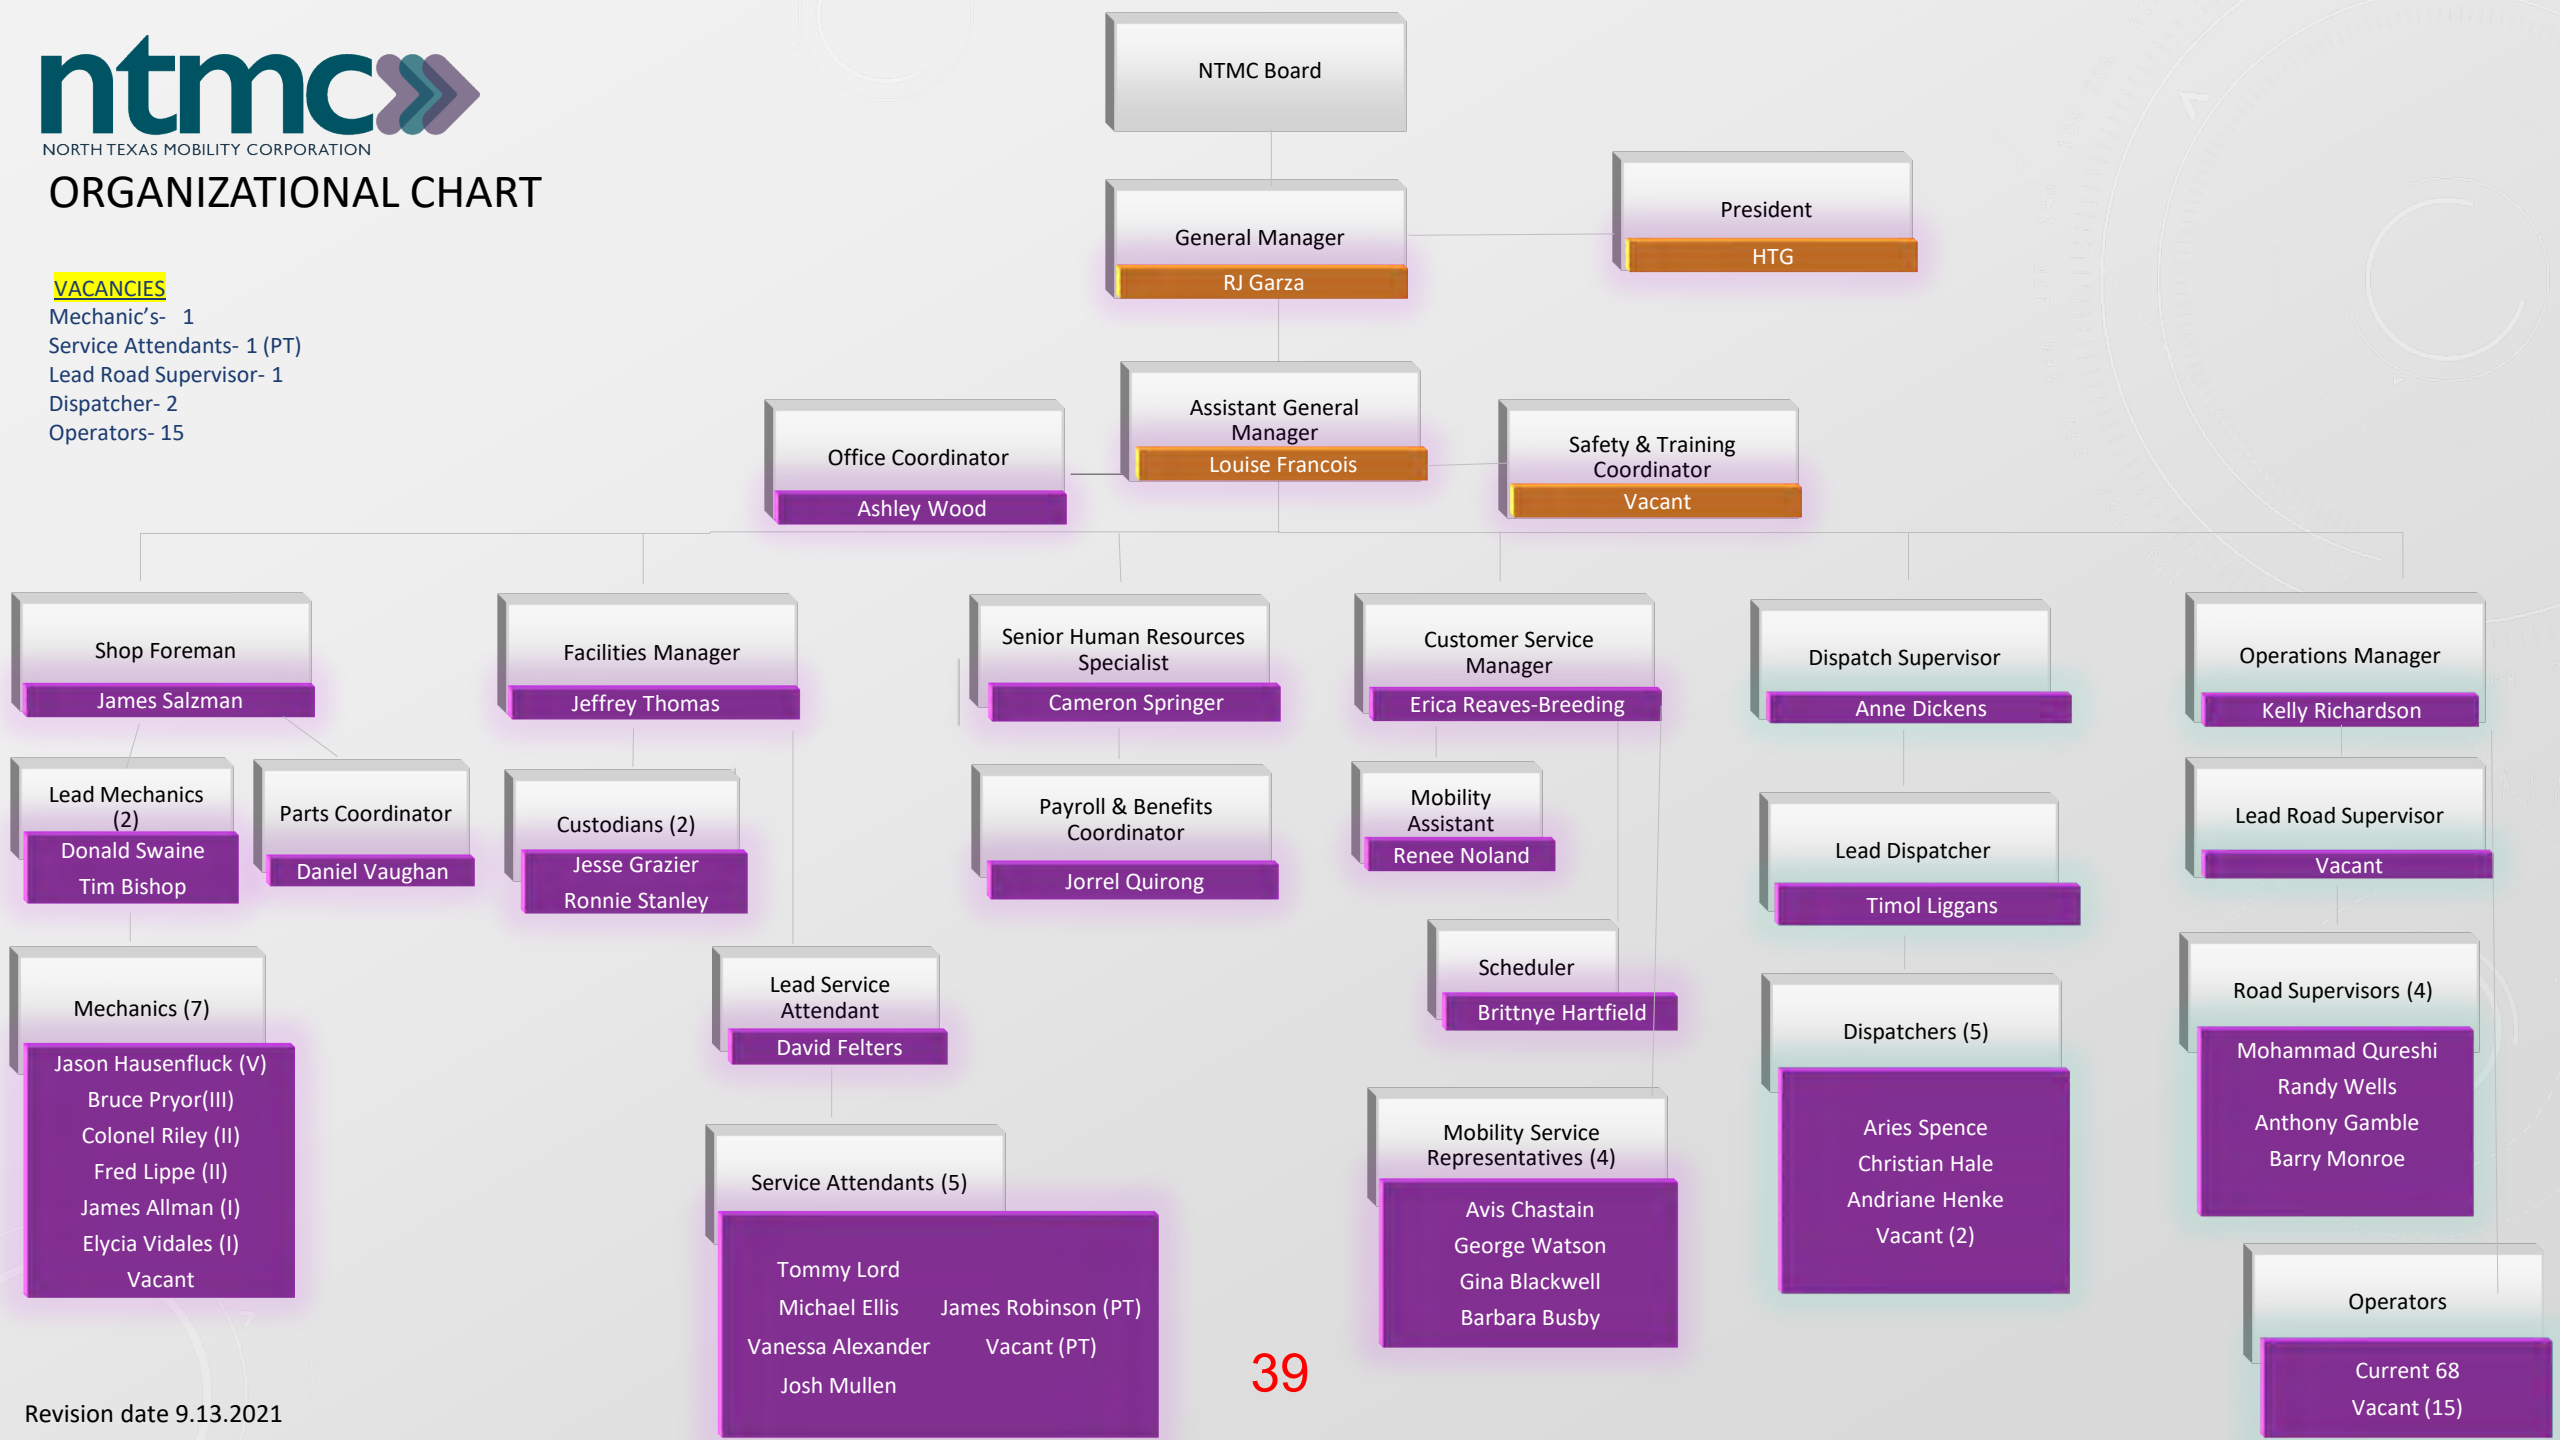 ntmc
NORTH TEXAS MOBILITY CORPORATION
ORGANIZATIONAL CHART
VACANCIES
Mechanic’s- 1
Service Attendants- 1 (PT)
Lead Road Supervisor- 1
Dispatcher- 2
Operators- 15
NTMC Board
General Manager
RJ Garza
President
HTG
Assistant General
Manager
Louise Francois
Office Coordinator
Ashley Wood
Safety & Training
Coordinator
Vacant
Shop Foreman
James Salzman
Facilities Manager
Jeffrey Thomas
Senior Human Resources
Specialist
Cameron Springer
Customer Service
Manager
Erica Reaves-Breeding
Dispatch Supervisor
Anne Dickens
Operations Manager
Kelly Richardson
Lead Mechanics
(2)
Donald Swaine
Tim Bishop
Parts Coordinator
Daniel Vaughan
Custodians (2)
Jesse Grazier
Ronnie Stanley
Payroll & Benefits
Coordinator
Jorrel Quirong
Mobility
Assistant
Renee Noland
Lead Dispatcher
Timol Liggans
Lead Road Supervisor
Vacant
Mechanics (7)
Jason Hausenfluck (V)
Bruce Pryor(III)
Colonel Riley (II)
Fred Lippe (II)
James Allman (I)
Elycia Vidales (I)
Vacant
Lead Service
Attendant
David Felters
Service Attendants (5)
Tommy Lord
Michael Ellis
Vanessa Alexander
Josh Mullen
James Robinson (PT)
Vacant (PT)
Scheduler
Brittnye Hartfield
Mobility Service
Representatives (4)
Avis Chastain
George Watson
Gina Blackwell
Barbara Busby
Dispatchers (5)
Aries Spence
Christian Hale
Andriane Henke
Vacant (2)
Road Supervisors (4)
Mohammad Qureshi
Randy Wells
Anthony Gamble
Barry Monroe
Operators
Current 68
Vacant (15)
39
Revision date 9.13.2021